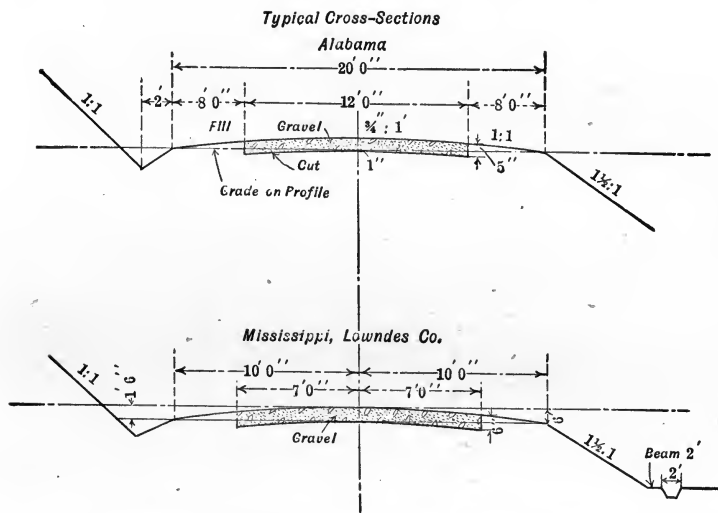 Typical Cross-Sections
Alabama
20'0"
2' 8'0" 12'0" 8'0"
1:1
Fill Gravel ¾" : 1' 1:1
Cut 1" 5"
Grade on Profile
1½:1
Mississippi, Lowndes Co.
10'0" 10'0"
1:1
1'6"
7'0" 7'0"
Gravel 6" 6"
1½:1
Beam 2'
2'